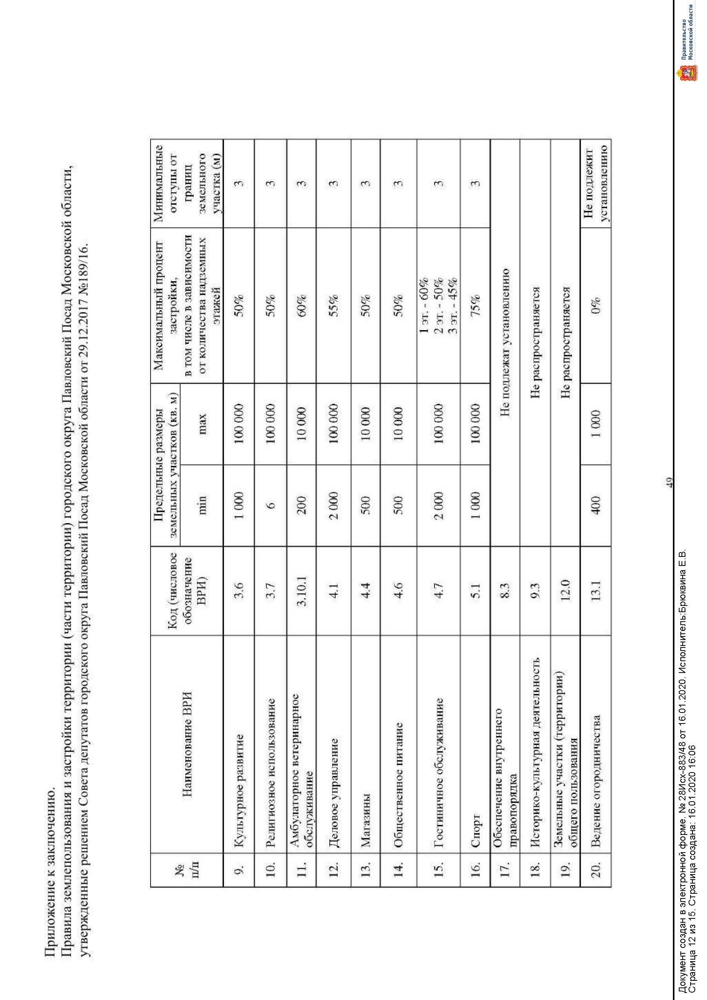 Приложение к заключению.
Правила землепользования и застройки территории (части территории) городского округа Павловский Посад Московской области,
утвержденные решением Совета депутатов городского округа Павловский Посад Московской области от 29.12.2017 №189/16.
№ п/п Наименование ВРИ Код (числовое обозначение ВРИ) Предельные размеры земельных участков (кв. м) Максимальный процент застройки, в том числе в зависимости от количества надземных этажей Минимальные отступы от границ земельного участка (м)
min max
9. Культурное развитие 3.6 1 000 100 000 50% 3
10. Религиозное использование 3.7 6 100 000 50% 3
11. Амбулаторное ветеринарное обслуживание 3.10.1 200 10 000 60% 3
12. Деловое управление 4.1 2 000 100 000 55% 3
13. Магазины 4.4 500 10 000 50% 3
14. Общественное питание 4.6 500 10 000 50% 3
15. Гостиничное обслуживание 4.7 2 000 100 000 1 эт. - 60% 2 эт. - 50% 3 эт. - 45% 3
16. Спорт 5.1 1 000 100 000 75% 3
17. Обеспечение внутреннего правопорядка 8.3 Не подлежат установлению
18. Историко-культурная деятельность 9.3 Не распространяется
19. Земельные участки (территории) общего пользования 12.0 Не распространяется
20. Ведение огородничества 13.1 400 1 000 0% Не подлежит установлению
49
Документ создан в электронной форме. № 28Исх-883/48 от 16.01.2020. Исполнитель:Брюквина Е.В.
Страница 12 из 15. Страница создана: 16.01.2020 16:06
Правительство
Московской области